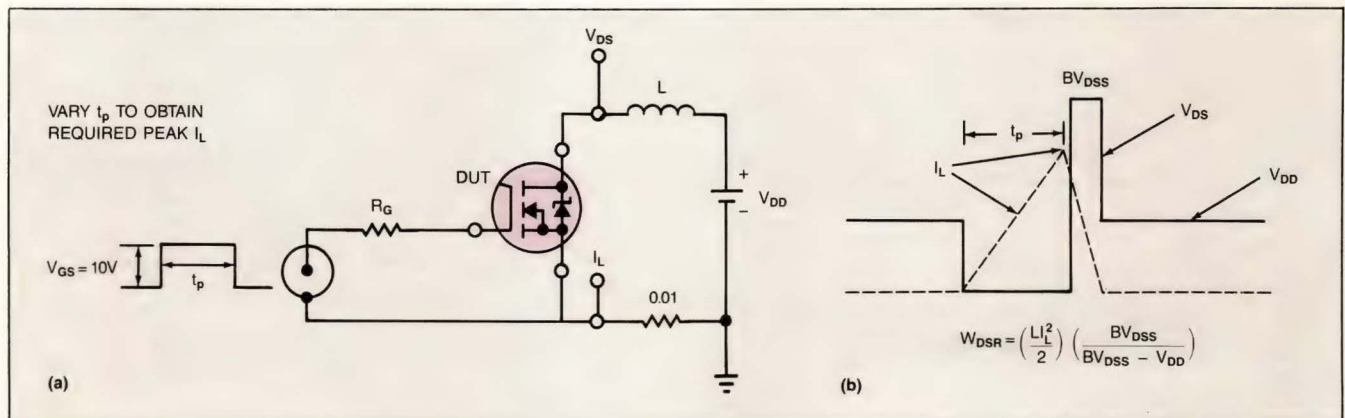 VARY tp TO OBTAIN
REQUIRED PEAK IL
VGS = 10V
tp
RG
DUT
VDS
L
+
VDD
−
IL
0.01
(a)
BVDSS
tp
VDS
IL
VDD
WDSR = (LI²L / 2) (BVDSS / BVDSS − VDD)
(b)